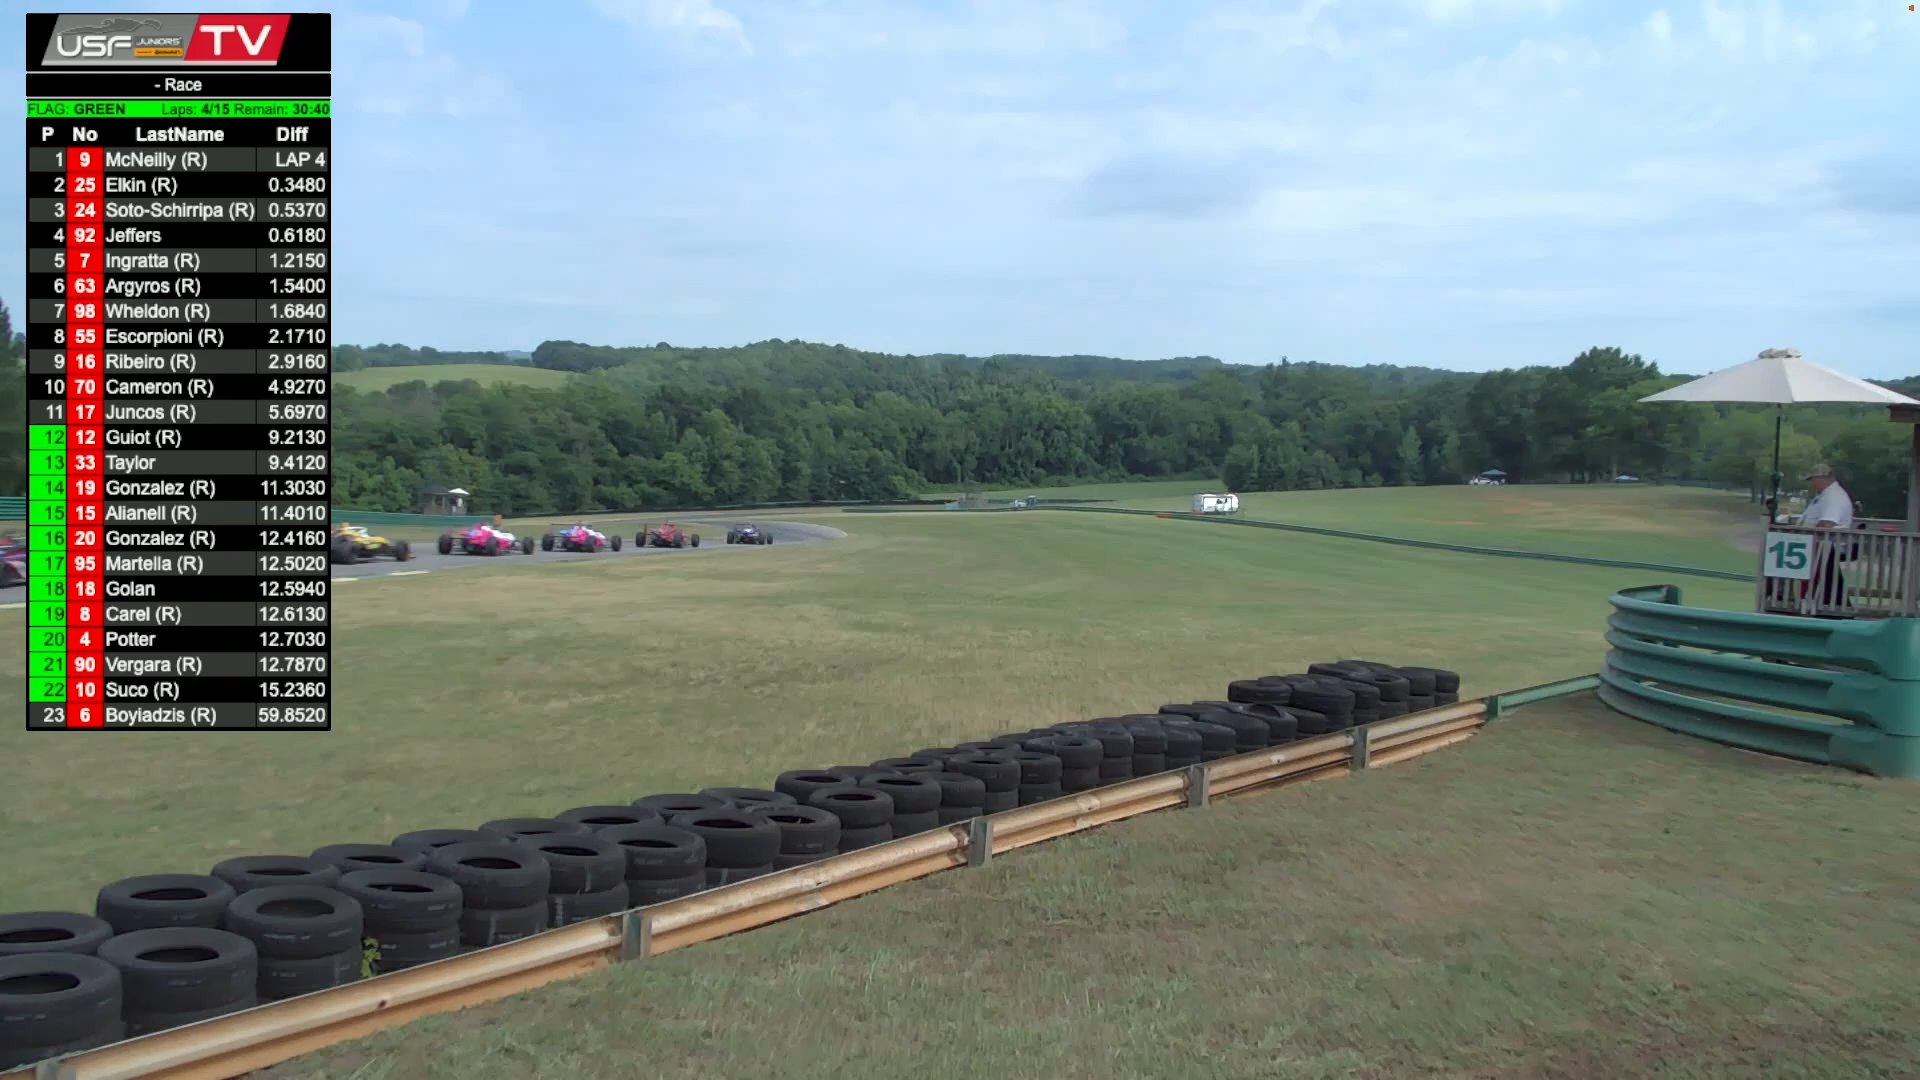 USF JUNIORS TV
- Race
FLAG: GREEN Laps: 4/15 Remain: 30:40
P No LastName Diff
1 9 McNeilly (R) LAP 4
2 25 Elkin (R) 0.3480
3 24 Soto-Schirripa (R) 0.5370
4 92 Jeffers 0.6180
5 7 Ingratta (R) 1.2150
6 63 Argyros (R) 1.5400
7 98 Wheldon (R) 1.6840
8 55 Escorpioni (R) 2.1710
9 16 Ribeiro (R) 2.9160
10 70 Cameron (R) 4.9270
11 17 Juncos (R) 5.6970
12 12 Guiot (R) 9.2130
13 33 Taylor 9.4120
14 19 Gonzalez (R) 11.3030
15 15 Alianell (R) 11.4010
16 20 Gonzalez (R) 12.4160
17 95 Martella (R) 12.5020
18 18 Golan 12.5940
19 8 Carel (R) 12.6130
20 4 Potter 12.7030
21 90 Vergara (R) 12.7870
22 10 Suco (R) 15.2360
23 6 Boyiadzis (R) 59.8520
15